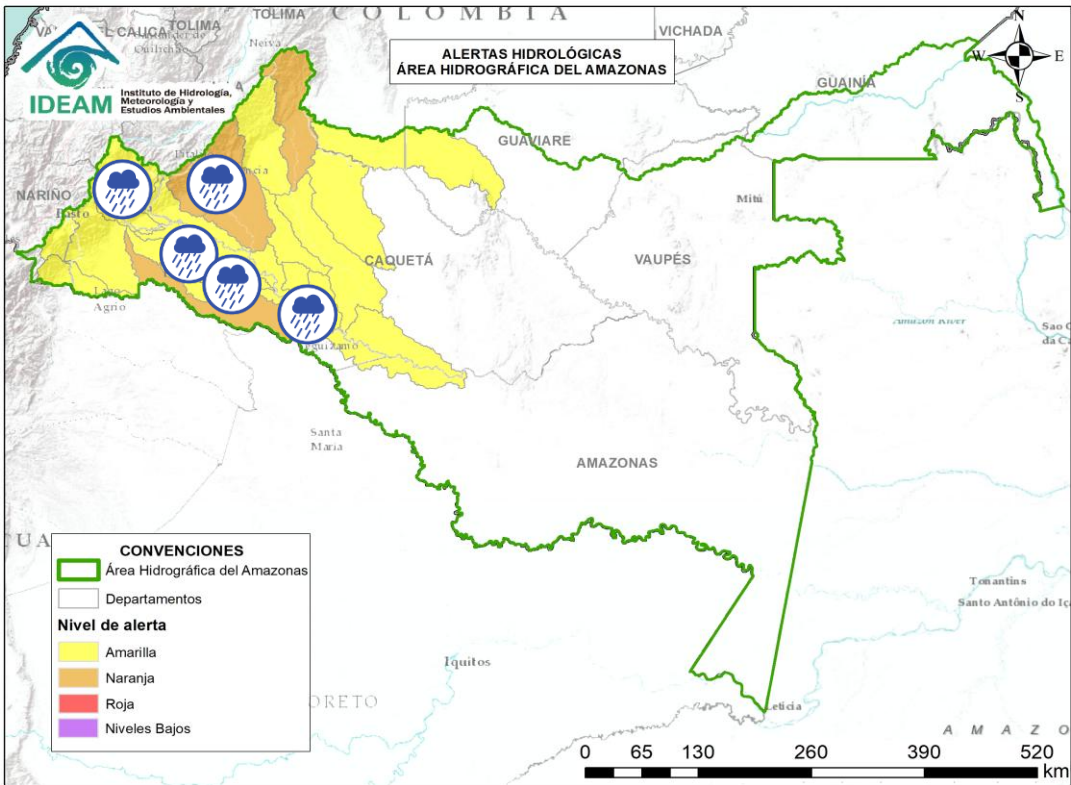 COLOMBIA
TOLIMA
TOLIMA
Neiva
VICHADA
IDEAM
Instituto de Hidrología,
Meteorología y
Estudios Ambientales
ALERTAS HIDROLÓGICAS
ÁREA HIDROGRÁFICA DEL AMAZONAS
N
W
E
S
GUAINÍA
GUAVIARE
NARIÑO
Mitú
CAQUETÁ
VAUPÉS
Agrio
Amazon River
Santa
Maria
AMAZONAS
CONVENCIONES
Área Hidrográfica del Amazonas
Departamentos
Nivel de alerta
Amarilla
Naranja
Roja
Niveles Bajos
Tonantins
Santo Antônio do Iç
Iquitos
ORETO
Leticia
AMAZO
0 65 130 260 390 520
km